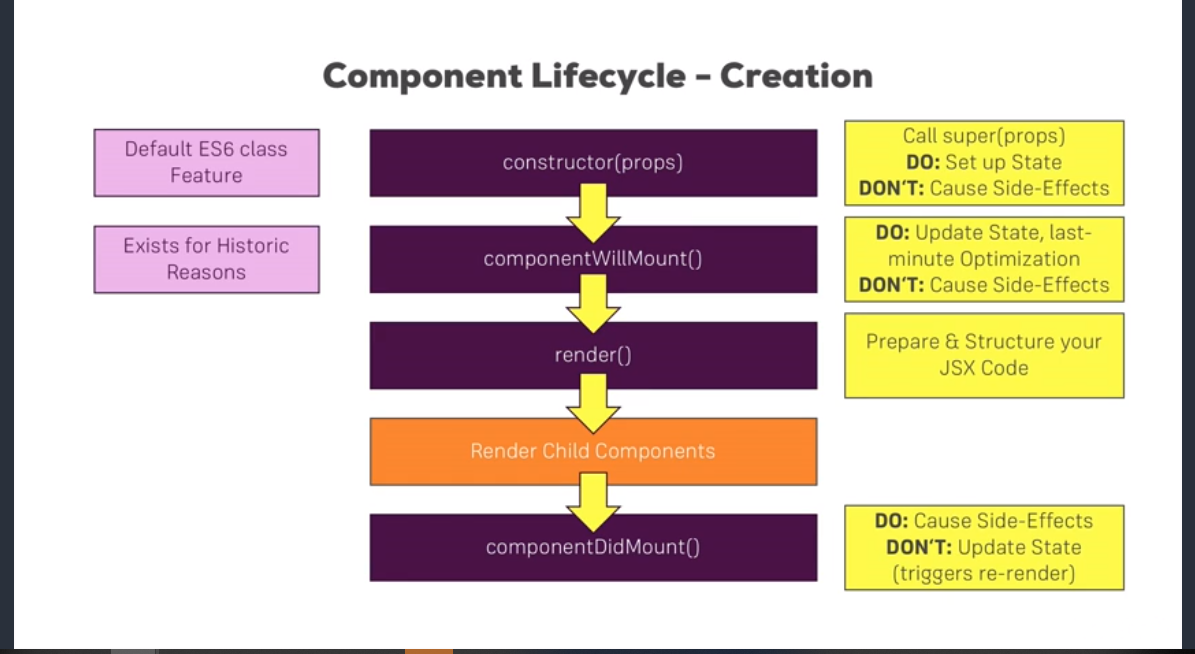 Component Lifecycle - Creation
Default ES6 class
Feature
constructor(props)
Call super(props)
DO: Set up State
DON'T: Cause Side-Effects
Exists for Historic
Reasons
componentWillMount()
DO: Update State, last-
minute Optimization
DON'T: Cause Side-Effects
render()
Prepare & Structure your
JSX Code
Render Child Components
componentDidMount()
DO: Cause Side-Effects
DON'T: Update State
(triggers re-render)